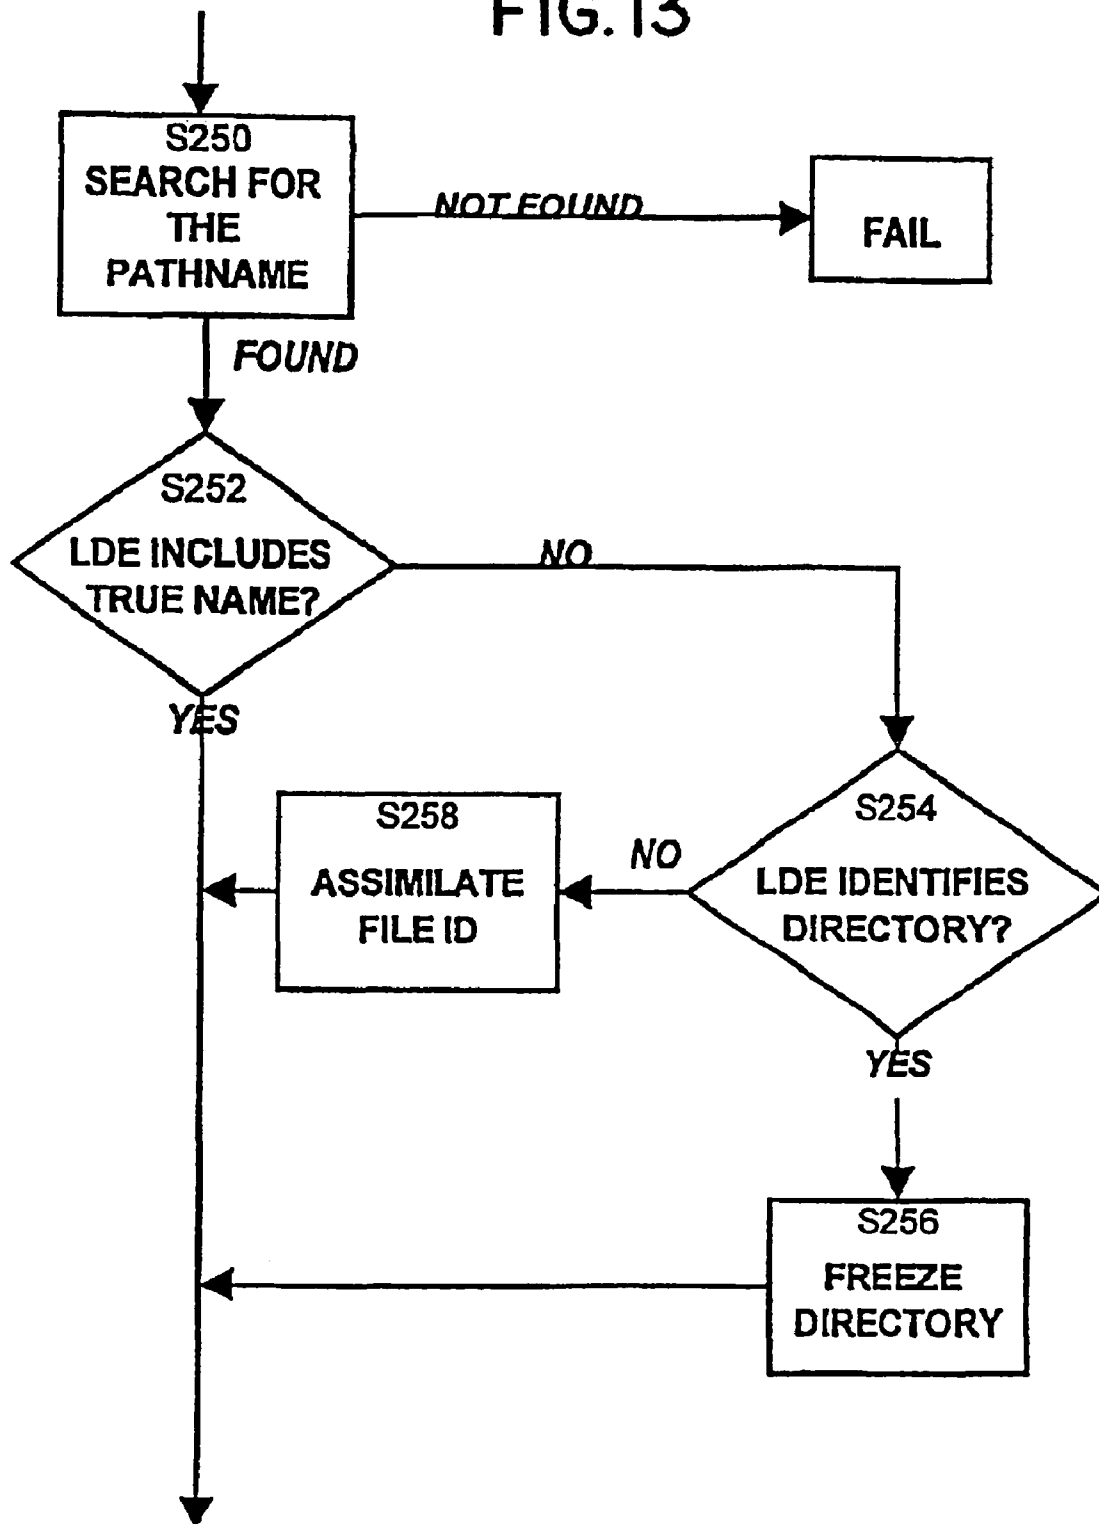 FIG. 13
S250
SEARCH FOR
THE
PATHNAME
NOT FOUND
FAIL
FOUND
S252
LDE INCLUDES
TRUE NAME?
NO
YES
S254
LDE IDENTIFIES
DIRECTORY?
NO
S258
ASSIMILATE
FILE ID
YES
S256
FREEZE
DIRECTORY